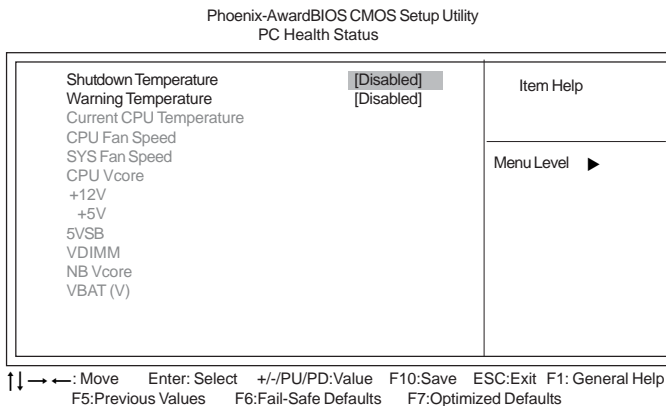 Phoenix-AwardBIOS CMOS Setup Utility
PC Health Status
Shutdown Temperature [Disabled] Item Help
Warning Temperature [Disabled]
Current CPU Temperature
CPU Fan Speed
SYS Fan Speed
CPU Vcore Menu Level ▶
+12V
+5V
5VSB
VDIMM
NB Vcore
VBAT (V)
↑↓→←: Move Enter: Select +/-/PU/PD:Value F10:Save ESC:Exit F1: General Help
F5:Previous Values F6:Fail-Safe Defaults F7:Optimized Defaults